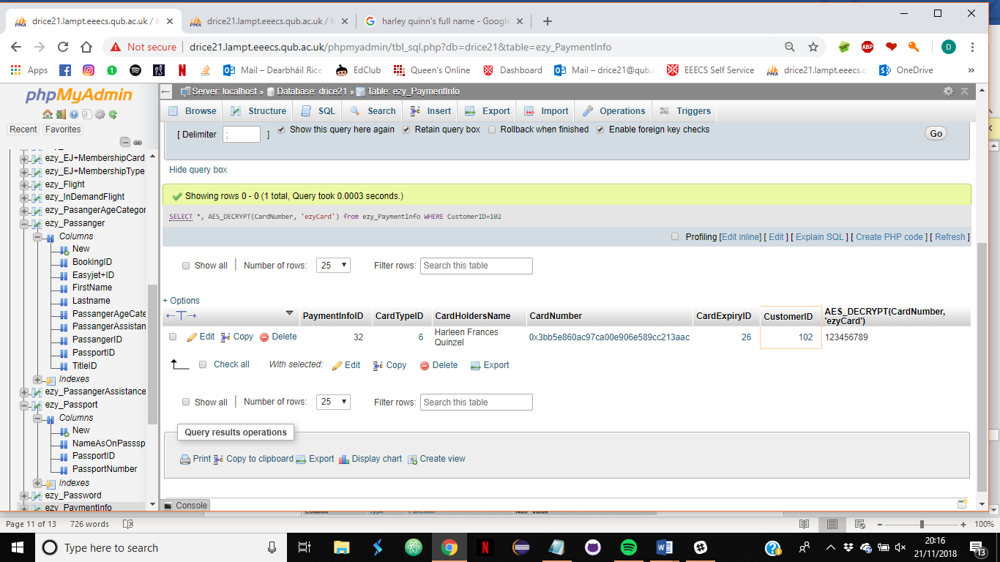 drice21.lampt.eeecs.qub.ac.uk / lo
drice21.lampt.eeecs.qub.ac.uk / lo
harley quinn's full name - Google
Not secure
drice21.lampt.eeecs.qub.ac.uk/phpmyadmin/tbl_sql.php?db=drice21&table=ezy_PaymentInfo
ABP
D
Apps
Mail – Dearbháil Rice
EdClub
Queen's Online
Dashboard
Mail – drice21@qub.
EEECS Self Service
drice21.lampt.eeecs.
OneDrive
»
phpMyAdmin
Recent
Favorites
ezy_EJ+MembershipCard
ezy_EJ+MembershipType
ezy_Flight
ezy_InDemandFlight
ezy_PasangerAgeCategor
ezy_Passanger
Columns
New
BookingID
Easyjet+ID
FirstName
Lastname
PassangerAgeCate
PassangerAssistan
PassangerID
PassportID
TitleID
Indexes
ezy_PassangerAssistance
ezy_Passport
Columns
New
NameAsOnPasssp
PassportID
PassportNumber
Indexes
ezy_Password
ezy_PaymentInfo
Server: localhost » Database: drice21 » Table: ezy_PaymentInfo
Browse Structure SQL Search Insert Export Import Operations Triggers
[ Delimiter ; ] Show this query here again Retain query box Rollback when finished Enable foreign key checks Go
Hide query box
Showing rows 0 - 0 (1 total, Query took 0.0003 seconds.)
SELECT *, AES_DECRYPT(CardNumber, 'ezyCard') from ezy_PaymentInfo WHERE CustomerID=102
Profiling [Edit inline] [ Edit ] [ Explain SQL ] [ Create PHP code ] [ Refresh ]
Show all Number of rows: 25 Filter rows: Search this table
+ Options
←T→ PaymentInfoID CardTypeID CardHoldersName CardNumber CardExpiryID CustomerID AES_DECRYPT(CardNumber,
'ezyCard')
Edit Copy Delete 32 6 Harleen Frances
Quinzel 0x3bb5e860ac97ca00e906e589cc213aac 26 102 123456789
Check all With selected: Edit Copy Delete Export
Show all Number of rows: 25 Filter rows: Search this table
Query results operations
Print Copy to clipboard Export Display chart Create view
Console
Column Type Function Null Value
Page 11 of 13 726 words
100%
Type here to search
20:16
21/11/2018
13